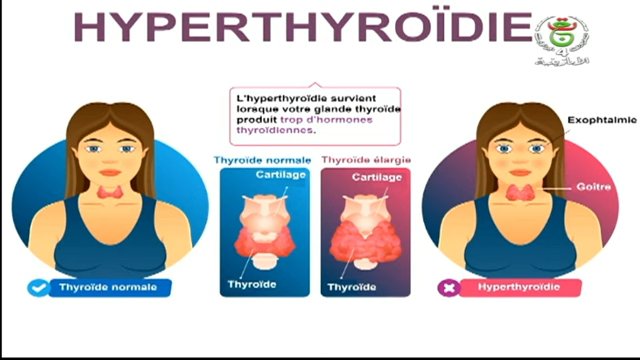 HYPERTHYROÏDIE
L'hyperthyroïdie survient
lorsque votre glande thyroïde
produit trop d'hormones
thyroïdiennes.
Thyroïde normale
Thyroïde élargie
Cartilage
Cartilage
Thyroïde
Thyroïde
Exophtalmie
Goitre
Thyroïde normale
Hyperthyroïdie